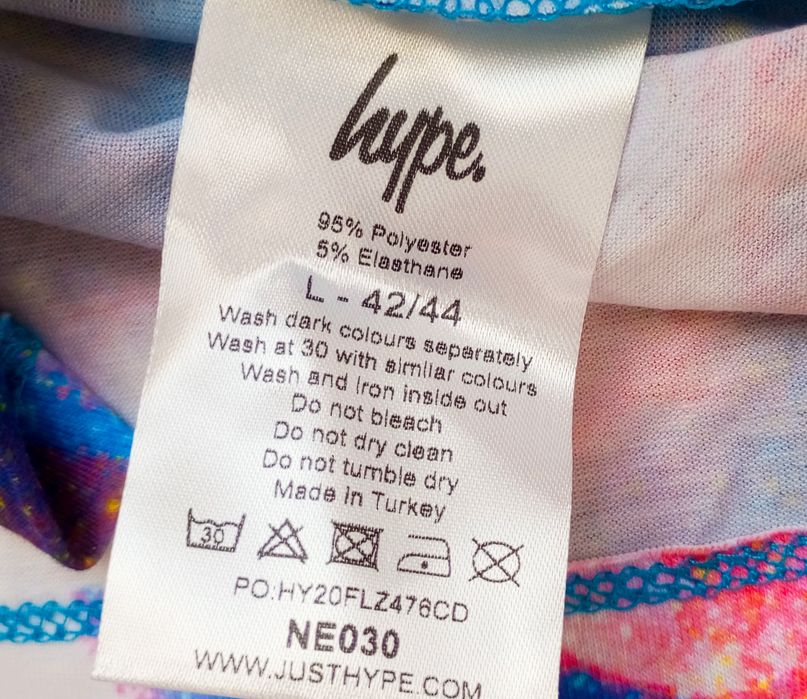 hype.
95% Polyester
5% Elasthane
L - 42/44
Wash dark colours separately
Wash at 30 with similar colours
Wash and Iron inside out
Do not bleach
Do not dry clean
Do not tumble dry
Made in Turkey
30
PO:HY20FLZ476CD
NE030
WWW.JUSTHYPE.COM